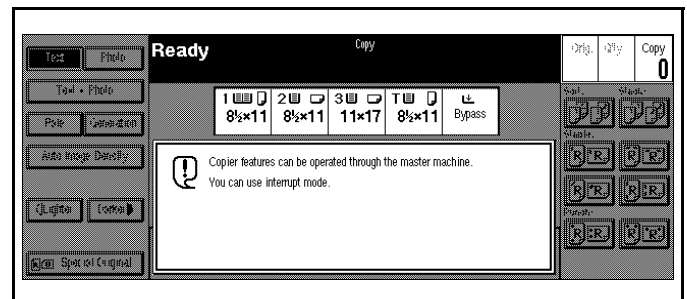 Ready
Copy
Orig. Qty Copy
0
Text Photo
Text • Photo
Pale Generation
Auto Image Density
Lighter Darker
Special Original
1 2 3 T
8½×11 8½×11 11×17 8½×11 Bypass
Copier features can be operated through the master machine.
You can use interrupt mode.
Sort: Stack:
Staple:
Punch: